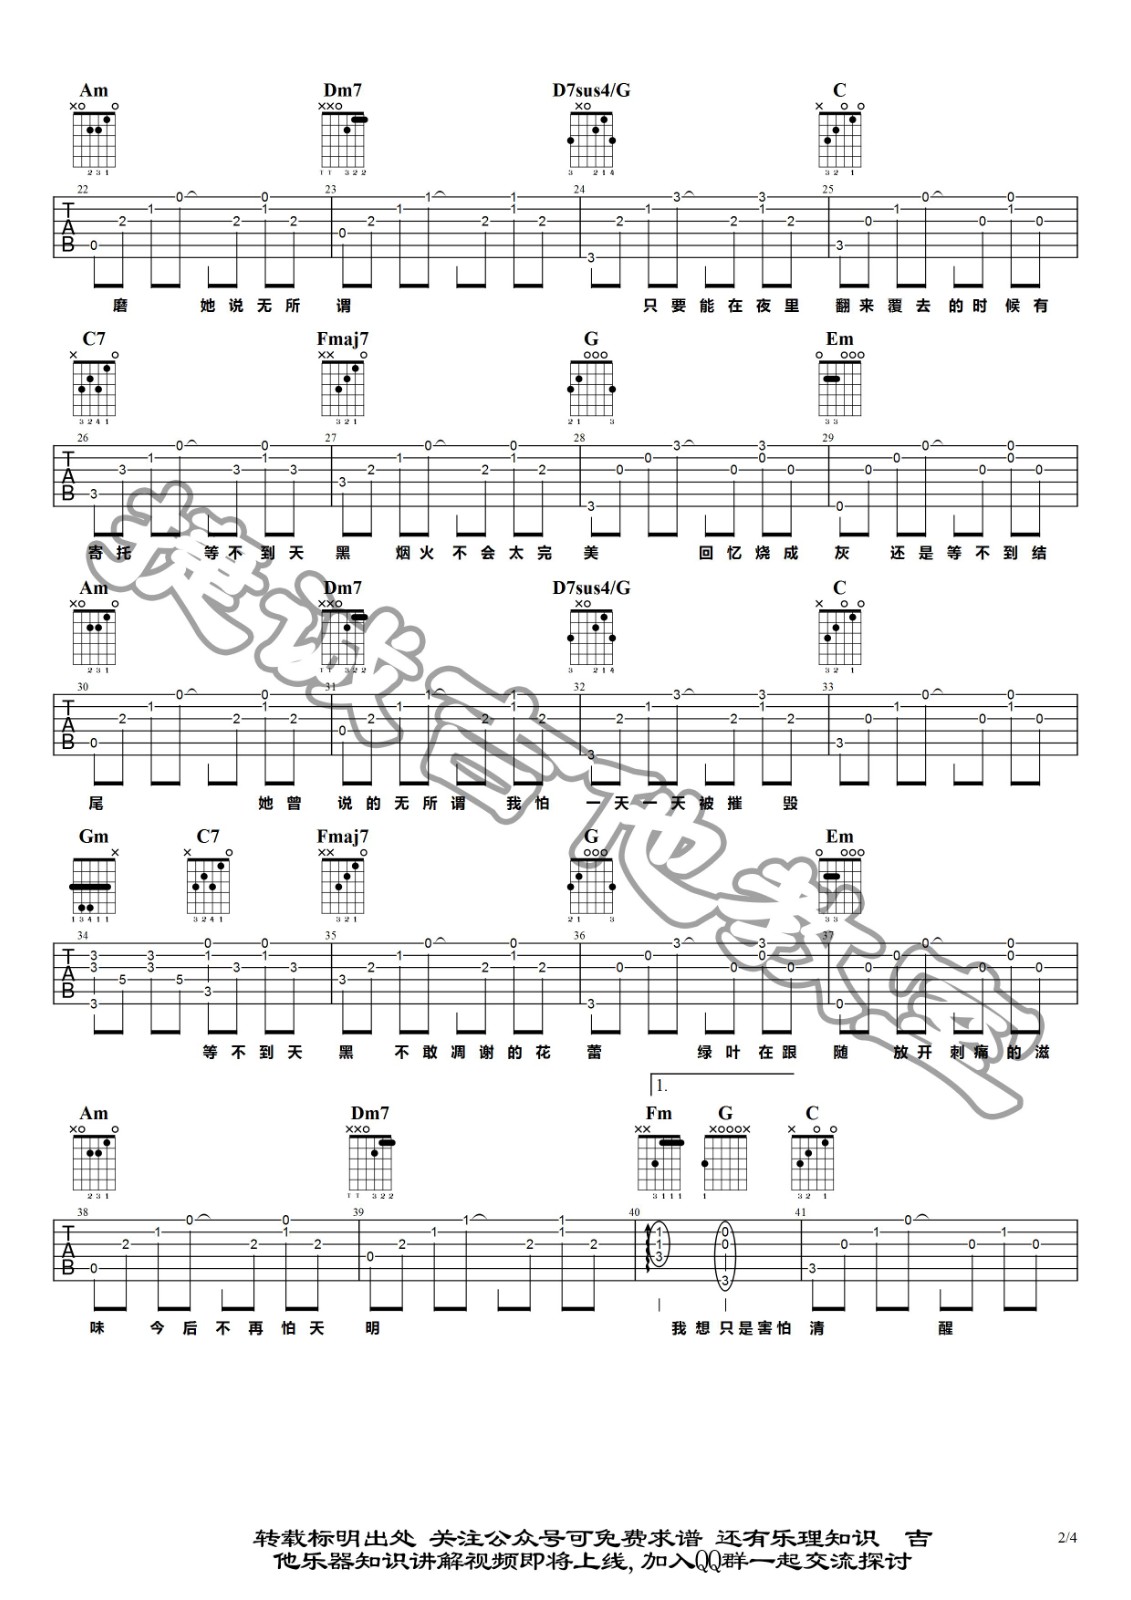 Am Dm7 D7sus4/G C
22 23 24 25
磨 她说无所 谓 只要能在夜里 翻来覆去的时候有
C7 Fmaj7 G Em
26 27 28 29
寄托 等不到天 黑 烟火不会太完 美 回忆烧成 灰 还是等不到结
Am Dm7 D7sus4/G C
30 31 32 33
尾 她曾 说的无所谓 我怕 一天一天被摧 毁
Gm C7 Fmaj7 G Em
34 35 36 37
等不到天 黑 不敢凋谢的花 蕾 绿叶在跟 随 放开刺痛的滋
1.
Am Dm7 Fm G C
38 39 40 41
味 今后不再怕天 明 我想只是害怕清 醒
捷诚吉他教室
转载标明出处 关注公众号可免费求谱 还有乐理知识 吉
他乐器知识讲解视频即将上线,加入QQ群一起交流探讨
2/4